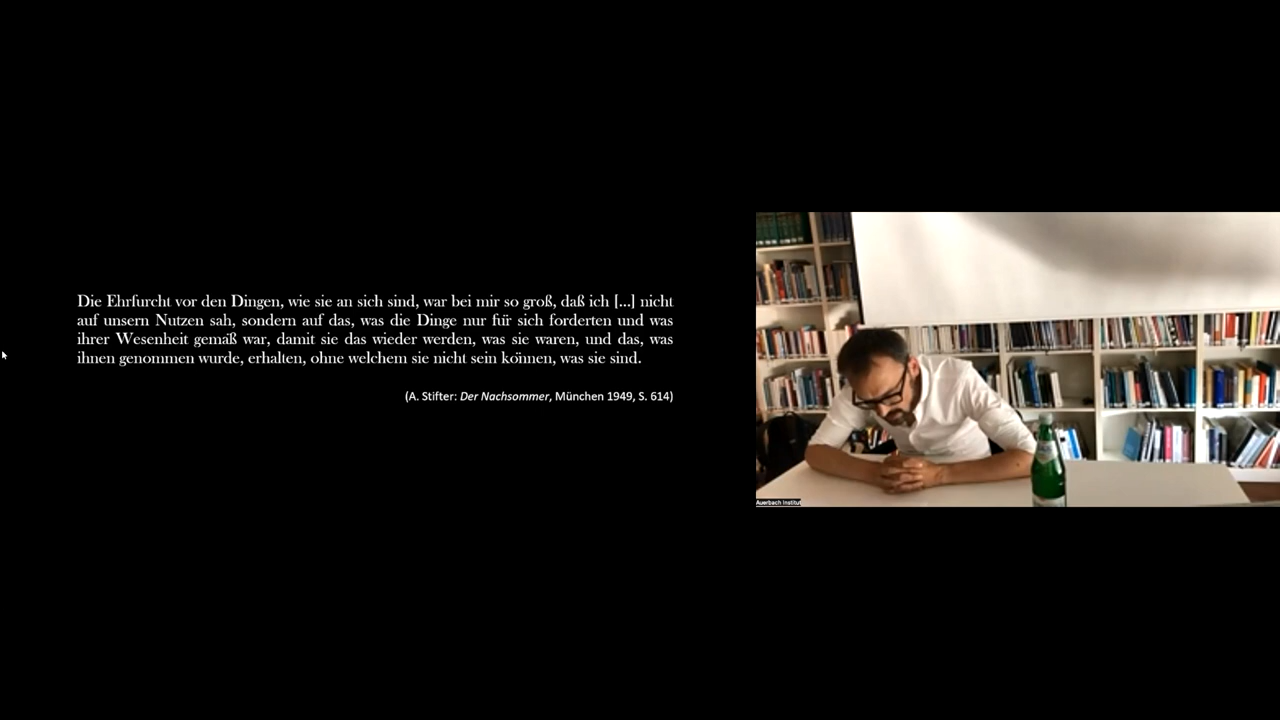 Die Ehrfurcht vor den Dingen, wie sie an sich sind, war bei mir so groß, daß ich [...] nicht
auf unsern Nutzen sah, sondern auf das, was die Dinge nur für sich forderten und was
ihrer Wesenheit gemäß war, damit sie das wieder werden, was sie waren, und das, was
ihnen genommen wurde, erhalten, ohne welchem sie nicht sein können, was sie sind.
(A. Stifter: Der Nachsommer, München 1949, S. 614)
Auerbach Institut